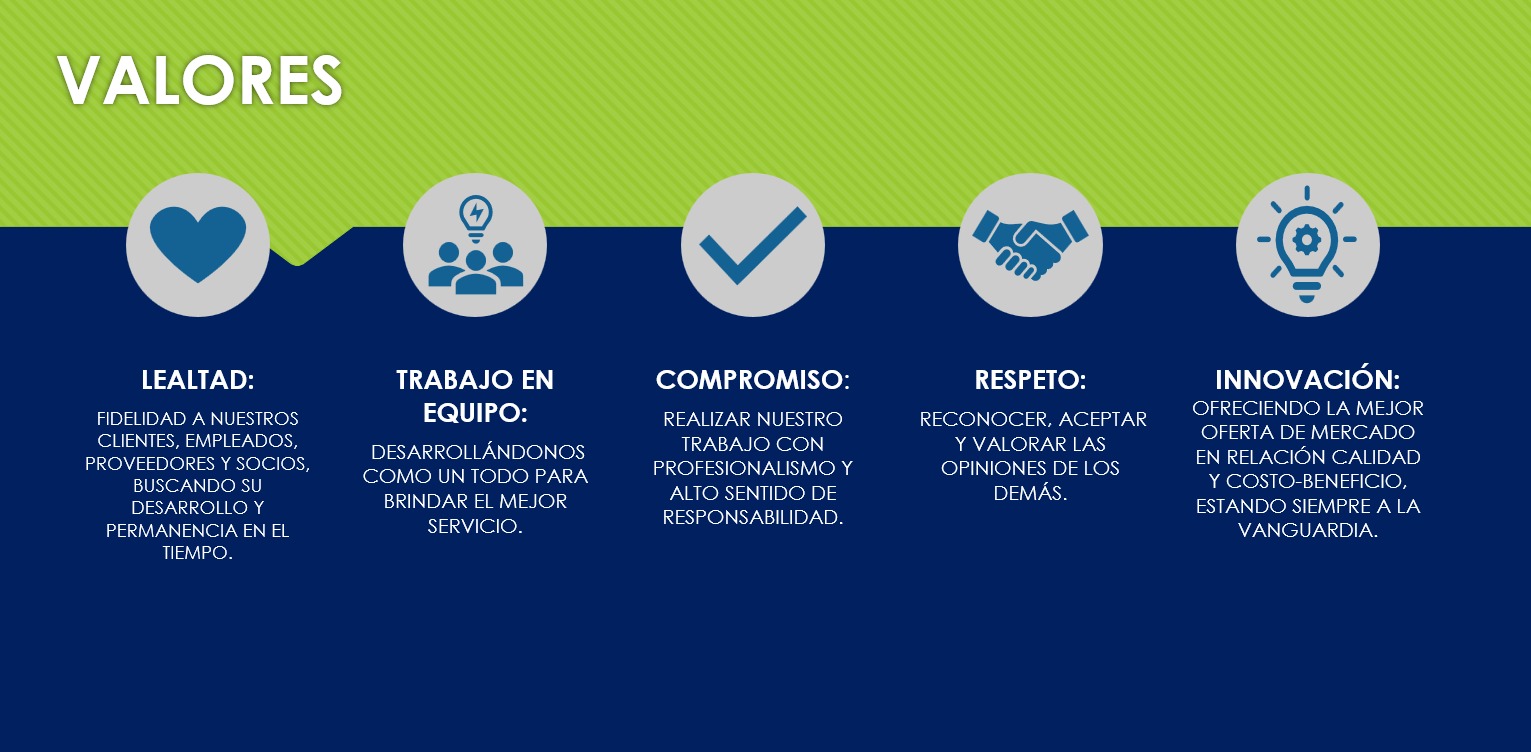 VALORES
LEALTAD:
FIDELIDAD A NUESTROS
CLIENTES, EMPLEADOS,
PROVEEDORES Y SOCIOS,
BUSCANDO SU
DESARROLLO Y
PERMANENCIA EN EL
TIEMPO.
TRABAJO EN
EQUIPO:
DESARROLLÁNDONOS
COMO UN TODO PARA
BRINDAR EL MEJOR
SERVICIO.
COMPROMISO:
REALIZAR NUESTRO
TRABAJO CON
PROFESIONALISMO Y
ALTO SENTIDO DE
RESPONSABILIDAD.
RESPETO:
RECONOCER, ACEPTAR
Y VALORAR LAS
OPINIONES DE LOS
DEMÁS.
INNOVACIÓN:
OFRECIENDO LA MEJOR
OFERTA DE MERCADO
EN RELACIÓN CALIDAD
Y COSTO-BENEFICIO,
ESTANDO SIEMPRE A LA
VANGUARDIA.